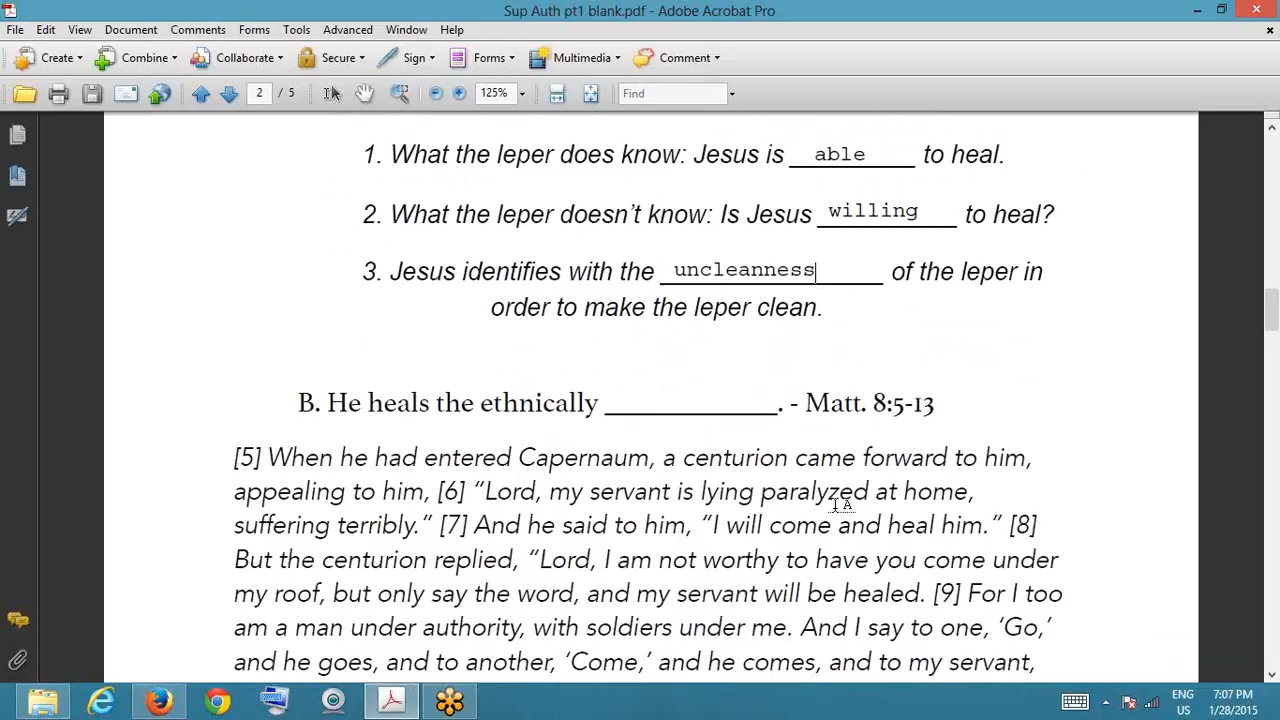 Sup Auth pt1 blank.pdf - Adobe Acrobat Pro
File Edit View Document Comments Forms Tools Advanced Window Help
Create Combine Collaborate Secure Sign Forms Multimedia Comment
2 / 5 125% Find
1. What the leper does know: Jesus is able to heal.
2. What the leper doesn’t know: Is Jesus willing to heal?
3. Jesus identifies with the uncleanness of the leper in
order to make the leper clean.
B. He heals the ethnically ____________. - Matt. 8:5-13
[5] When he had entered Capernaum, a centurion came forward to him,
appealing to him, [6] “Lord, my servant is lying paralyzed at home,
suffering terribly.” [7] And he said to him, “I will come and heal him.” [8]
But the centurion replied, “Lord, I am not worthy to have you come under
my roof, but only say the word, and my servant will be healed. [9] For I too
am a man under authority, with soldiers under me. And I say to one, ‘Go,’
and he goes, and to another, ‘Come,’ and he comes, and to my servant,
ENG 7:07 PM
US 1/28/2015